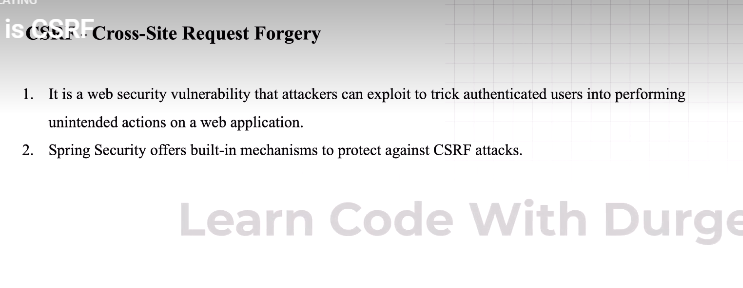 is CSRF
CSRF - Cross-Site Request Forgery
1. It is a web security vulnerability that attackers can exploit to trick authenticated users into performing
unintended actions on a web application.
2. Spring Security offers built-in mechanisms to protect against CSRF attacks.
Learn Code With Durge